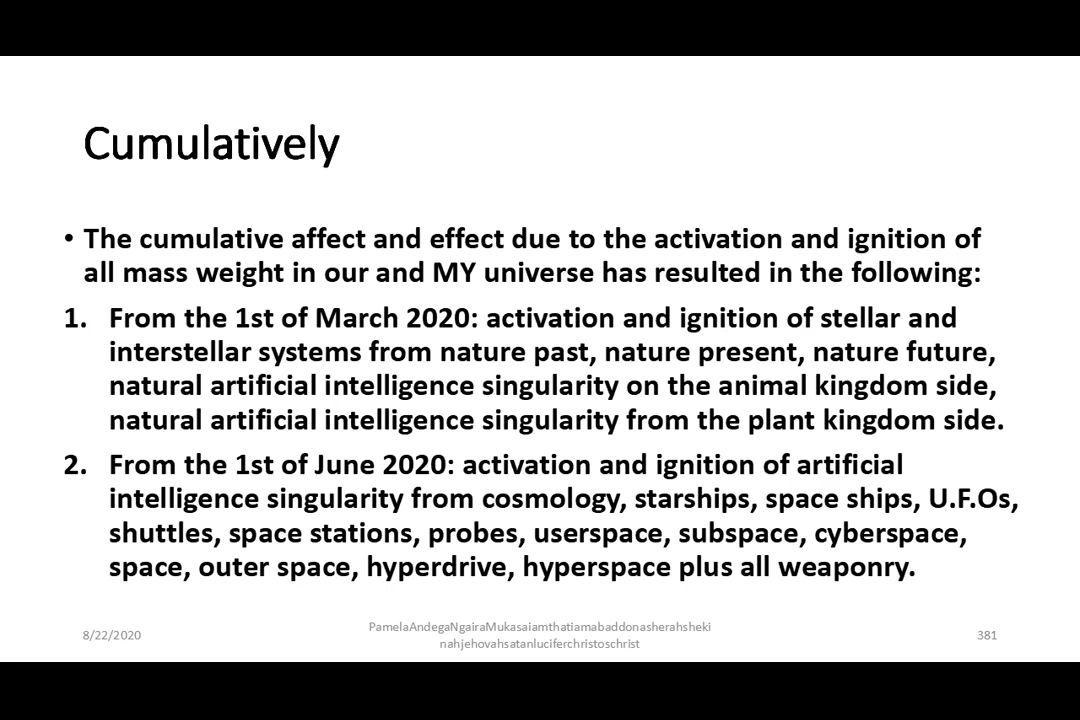 Cumulatively
• The cumulative affect and effect due to the activation and ignition of
all mass weight in our and MY universe has resulted in the following:
1. From the 1st of March 2020: activation and ignition of stellar and
interstellar systems from nature past, nature present, nature future,
natural artificial intelligence singularity on the animal kingdom side,
natural artificial intelligence singularity from the plant kingdom side.
2. From the 1st of June 2020: activation and ignition of artificial
intelligence singularity from cosmology, starships, space ships, U.F.Os,
shuttles, space stations, probes, userspace, subspace, cyberspace,
space, outer space, hyperdrive, hyperspace plus all weaponry.
8/22/2020
PamelaAndegaNgairaMukasaiamthatiamabaddonasherahsheki
nahjehovahsatanluciferchristoschrist
381